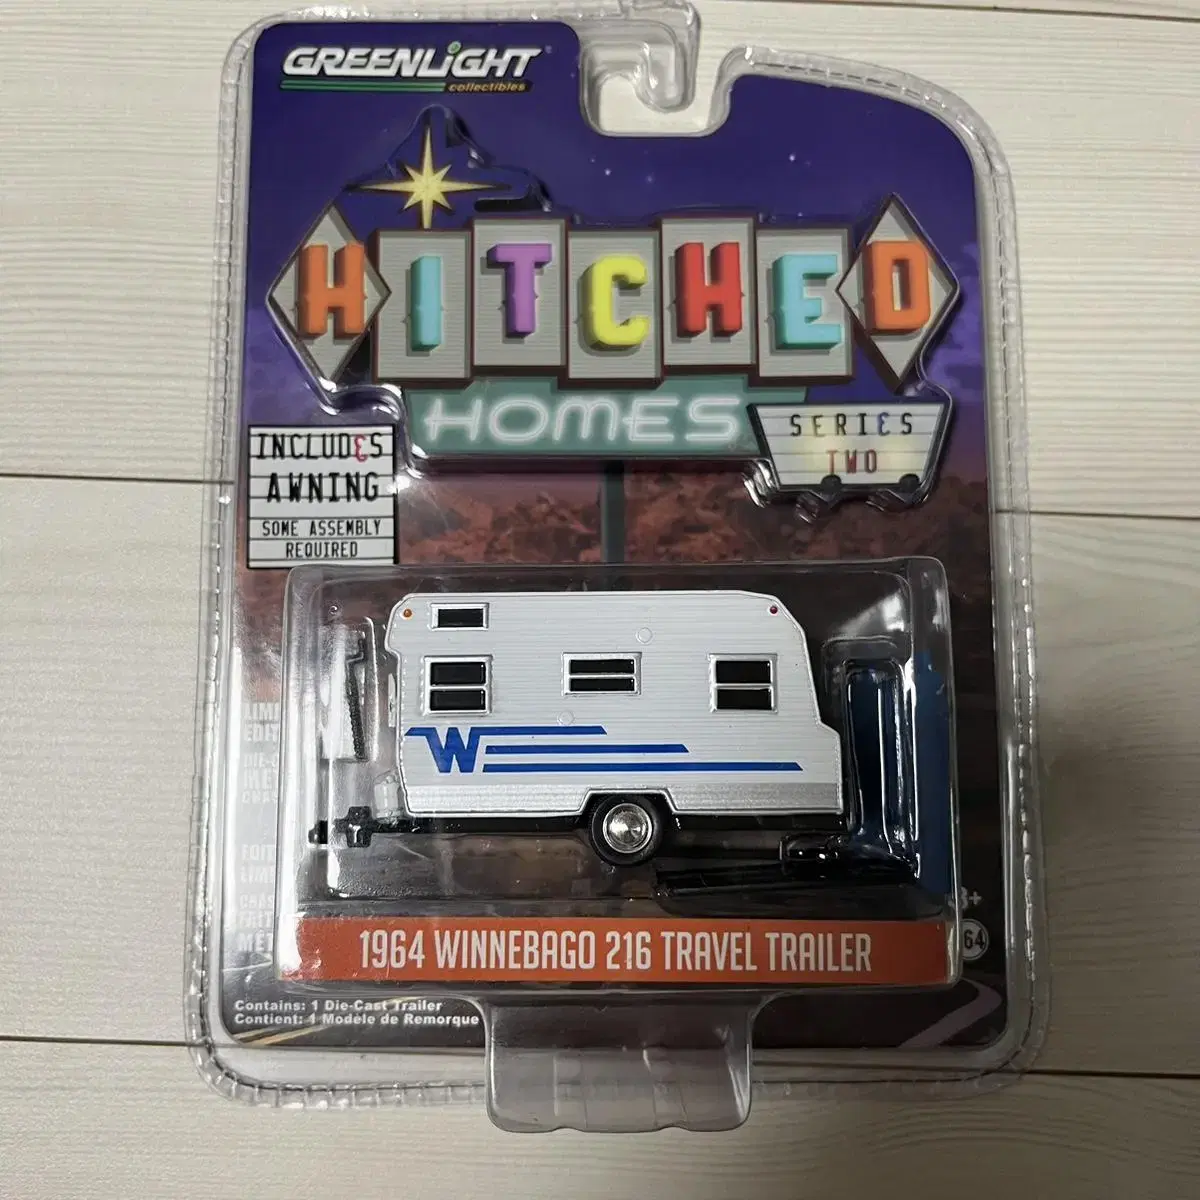 GREENLIGHT
collectibles
HITCHED
HOMES
SERIES
TWO
INCLUDES
AWNING
SOME ASSEMBLY
REQUIRED
W
1964 WINNEBAGO 216 TRAVEL TRAILER
64
Contains: 1 Die-Cast Trailer
Contient: 1 Modèle de Remorque